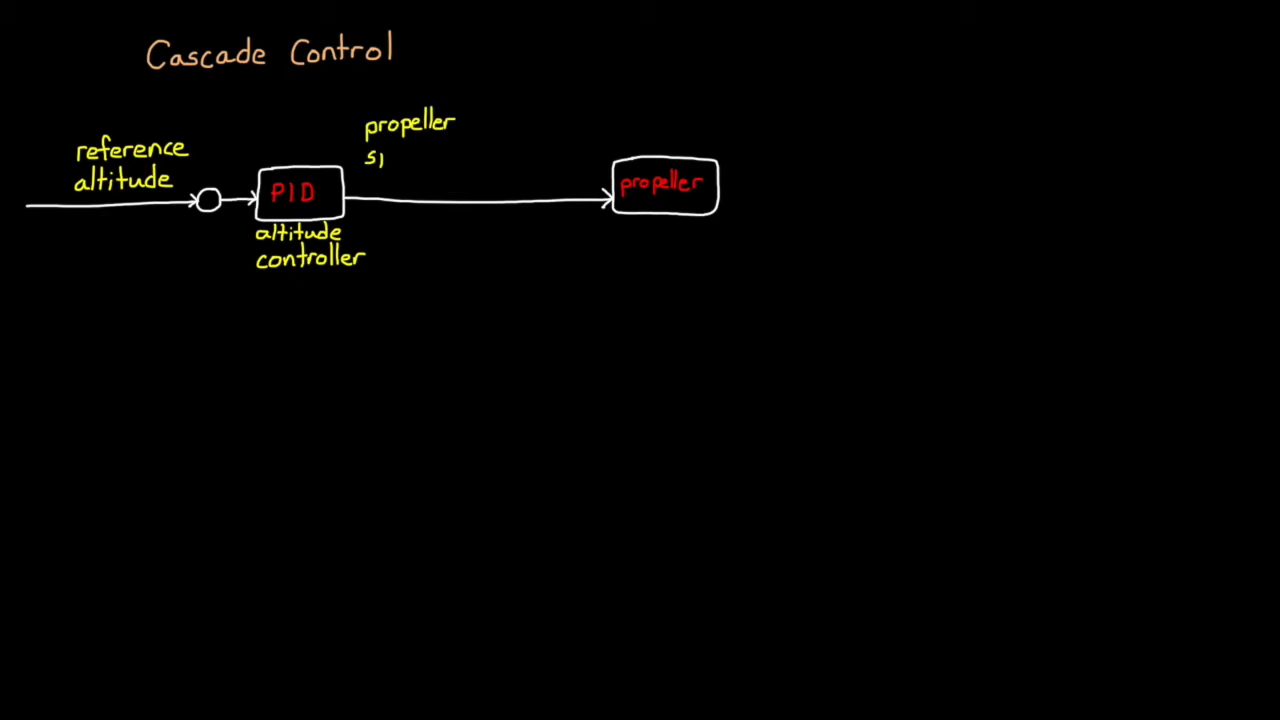 Cascade Control
reference
altitude
PID
altitude
controller
propeller
propeller